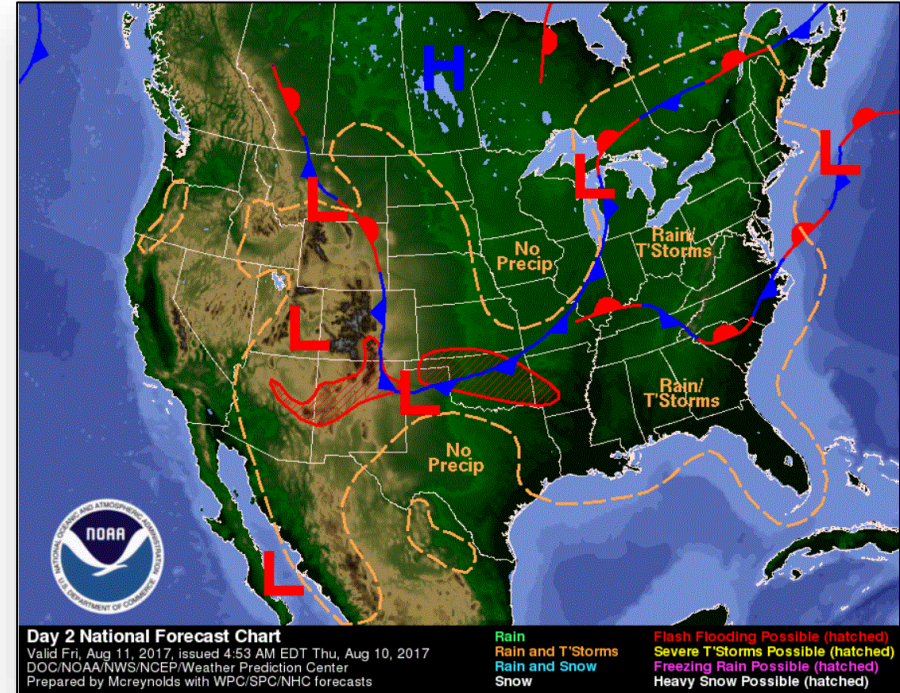 H
L
L
L
No
Precip
Rain/
T'Storms
L
L
Rain/
T'Storms
No
Precip
L
NATIONAL OCEANIC AND ATMOSPHERIC ADMINISTRATION
NOAA
U.S. DEPARTMENT OF COMMERCE
L
Day 2 National Forecast Chart
Valid Fri, Aug 11, 2017, issued 4:53 AM EDT Thu, Aug 10, 2017
DOC/NOAA/NWS/NCEP/Weather Prediction Center
Prepared by Mcreynolds with WPC/SPC/NHC forecasts
Rain
Rain and T'Storms
Rain and Snow
Snow
Flash Flooding Possible (hatched)
Severe T'Storms Possible (hatched)
Freezing Rain Possible (hatched)
Heavy Snow Possible (hatched)